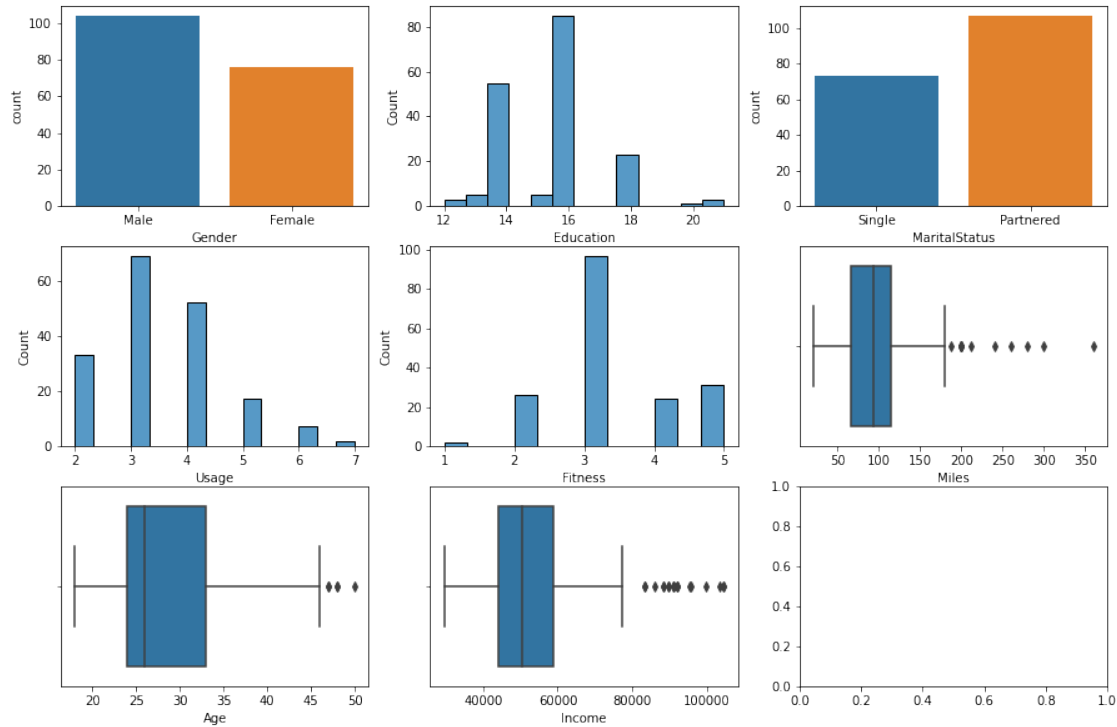 count
100
80
60
40
20
0
Male Female
Gender
Count
80
60
40
20
0
12 14 16 18 20
Education
count
100
80
60
40
20
0
Single Partnered
MaritalStatus
Count
60
40
20
0
2 3 4 5 6 7
Usage
Count
100
80
60
40
20
0
1 2 3 4 5
Fitness
50 100 150 200 250 300 350
Miles
20 25 30 35 40 45 50
Age
40000 60000 80000 100000
Income
1.0
0.8
0.6
0.4
0.2
0.0
0.0 0.2 0.4 0.6 0.8 1.0